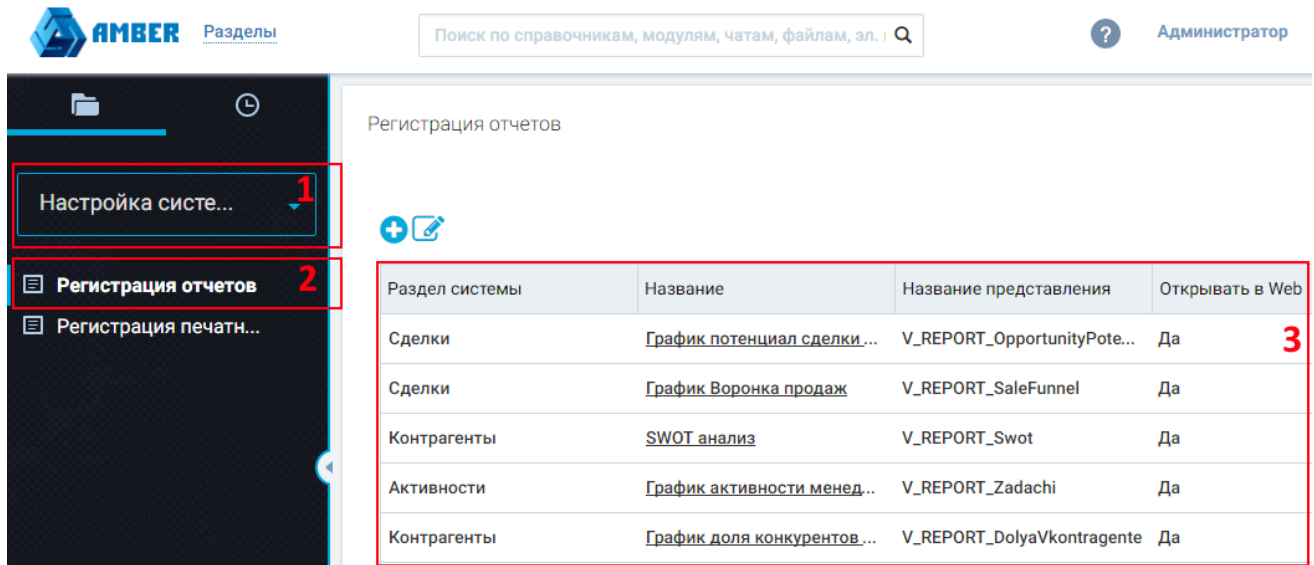 AMBER Разделы Поиск по справочникам, модулям, чатам, файлам, эл. ? Администратор
Регистрация отчетов
Настройка систе... 1
Регистрация отчетов 2
Регистрация печатн...
Раздел системы Название Название представления Открывать в Web
Сделки График потенциал сделки ... V_REPORT_OpportunityPote... Да 3
Сделки График Воронка продаж V_REPORT_SaleFunnel Да
Контрагенты SWOT анализ V_REPORT_Swot Да
Активности График активности менед... V_REPORT_Zadachi Да
Контрагенты График доля конкурентов ... V_REPORT_DolyaVkontragente Да